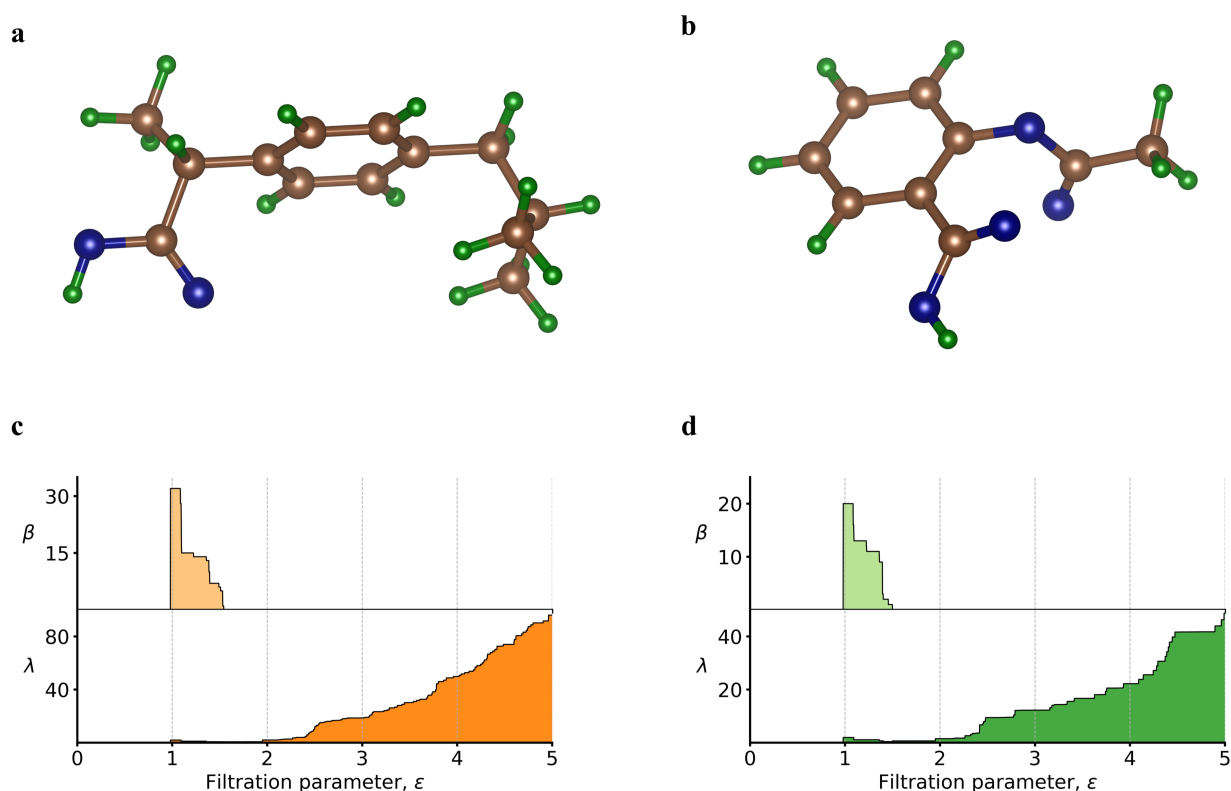 a
b
c
30
β
15
80
λ
40
0 1 2 3 4 5
Filtration parameter, ε
d
20
β
10
40
λ
20
0 1 2 3 4 5
Filtration parameter, ε